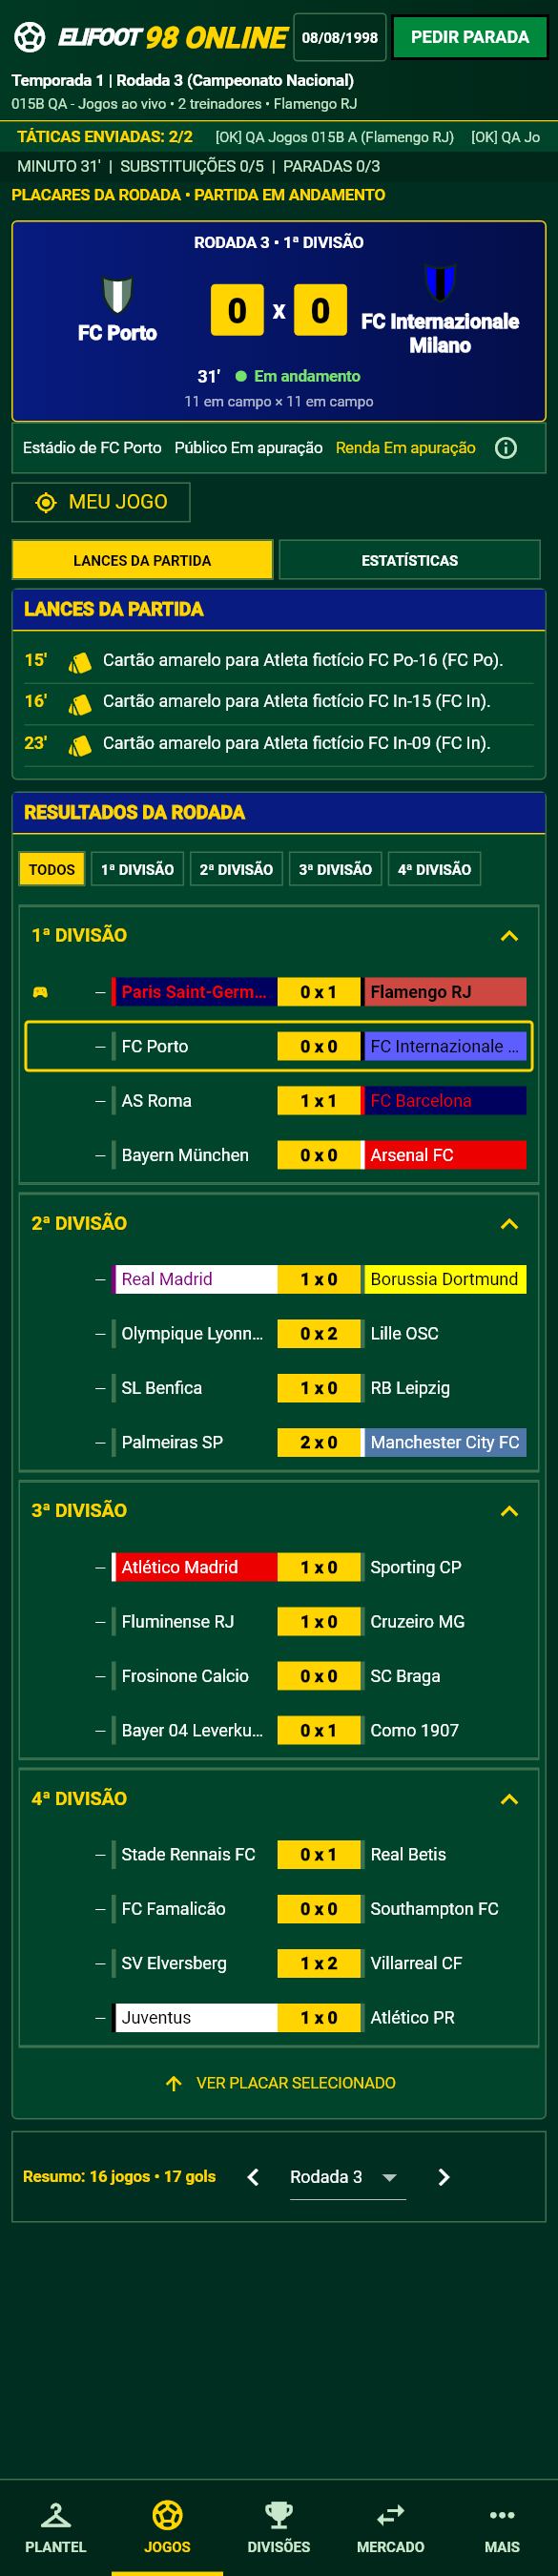 ELIFOOT 98 ONLINE
08/08/1998
PEDIR PARADA
Temporada 1 | Rodada 3 (Campeonato Nacional)
015B QA - Jogos ao vivo • 2 treinadores • Flamengo RJ
TÁTICAS ENVIADAS: 2/2 [OK] QA Jogos 015B A (Flamengo RJ) [OK] QA Jo
MINUTO 31' | SUBSTITUIÇÕES 0/5 | PARADAS 0/3
PLACARES DA RODADA • PARTIDA EM ANDAMENTO
RODADA 3 • 1ª DIVISÃO
FC Porto
0 x 0
FC Internazionale
Milano
31' Em andamento
11 em campo × 11 em campo
Estádio de FC Porto Público Em apuração Renda Em apuração
MEU JOGO
LANCES DA PARTIDA
ESTATÍSTICAS
LANCES DA PARTIDA
15' Cartão amarelo para Atleta fictício FC Po-16 (FC Po).
16' Cartão amarelo para Atleta fictício FC In-15 (FC In).
23' Cartão amarelo para Atleta fictício FC In-09 (FC In).
RESULTADOS DA RODADA
TODOS 1ª DIVISÃO 2ª DIVISÃO 3ª DIVISÃO 4ª DIVISÃO
1ª DIVISÃO
– Paris Saint-Germ... 0 x 1 Flamengo RJ
– FC Porto 0 x 0 FC Internazionale ...
– AS Roma 1 x 1 FC Barcelona
– Bayern München 0 x 0 Arsenal FC
2ª DIVISÃO
– Real Madrid 1 x 0 Borussia Dortmund
– Olympique Lyonn... 0 x 2 Lille OSC
– SL Benfica 1 x 0 RB Leipzig
– Palmeiras SP 2 x 0 Manchester City FC
3ª DIVISÃO
– Atlético Madrid 1 x 0 Sporting CP
– Fluminense RJ 1 x 0 Cruzeiro MG
– Frosinone Calcio 0 x 0 SC Braga
– Bayer 04 Leverku... 0 x 1 Como 1907
4ª DIVISÃO
– Stade Rennais FC 0 x 1 Real Betis
– FC Famalicão 0 x 0 Southampton FC
– SV Elversberg 1 x 2 Villarreal CF
– Juventus 1 x 0 Atlético PR
VER PLACAR SELECIONADO
Resumo: 16 jogos • 17 gols Rodada 3
PLANTEL JOGOS DIVISÕES MERCADO MAIS